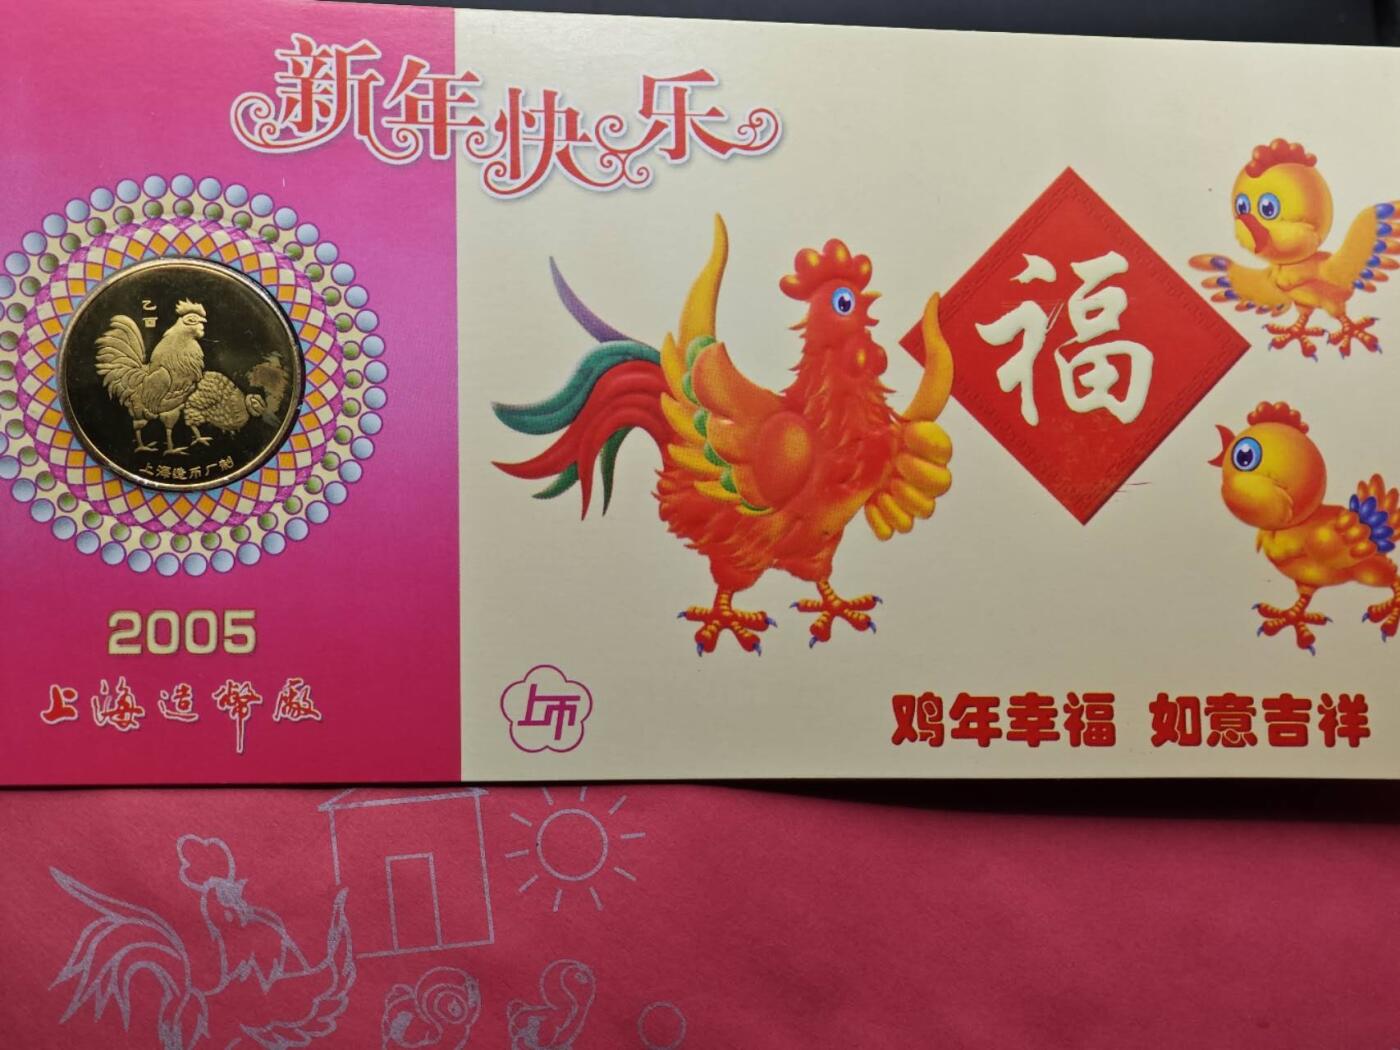 新年快乐
福
乙
酉
上海造币厂制
2005
上海造幣廠
上币
鸡年幸福 如意吉祥